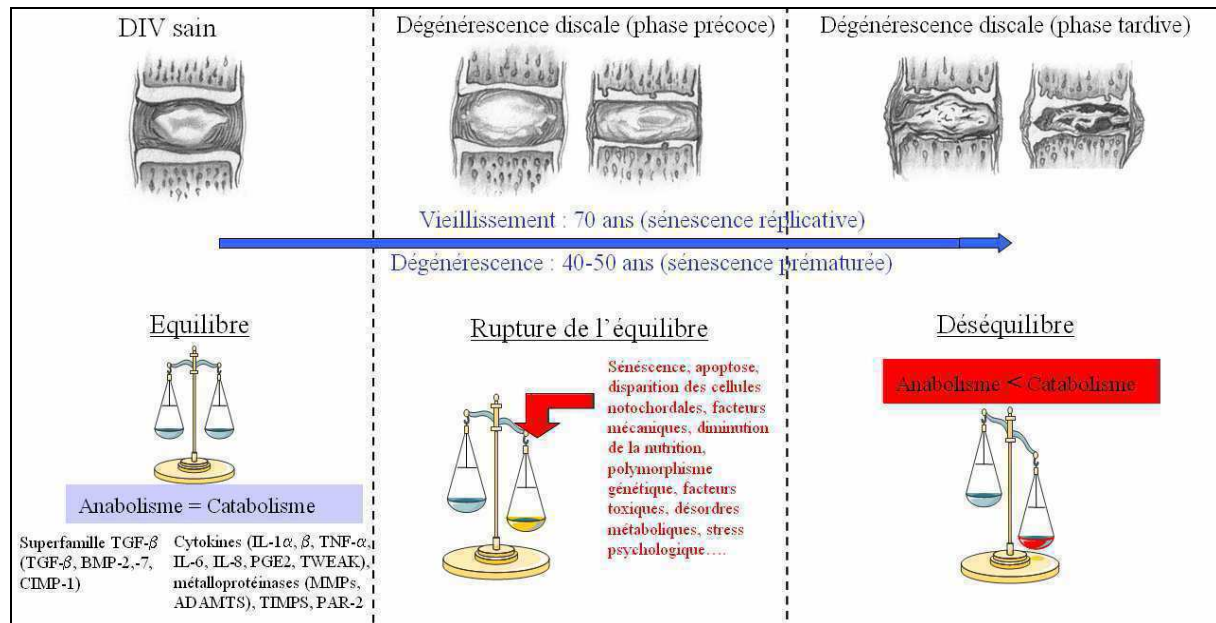 DIV sain
Dégénérescence discale (phase précoce)
Dégénérescence discale (phase tardive)
Vieillissement : 70 ans (sénescence réplicative)
Dégénérescence : 40-50 ans (sénescence prématurée)
Equilibre
Anabolisme = Catabolisme
Superfamille TGF-β
(TGF-β, BMP-2,-7,
CIMP-1)
Cytokines (IL-1α, β, TNF-α,
IL-6, IL-8, PGE2, TWEAK),
métalloprotéinases (MMPs,
ADAMTS), TIMPS, PAR-2
Rupture de l’équilibre
Sénéscence, apoptose,
disparition des cellules
notochordales, facteurs
mécaniques, diminution
de la nutrition,
polymorphisme
génétique, facteurs
toxiques, désordres
métaboliques, stress
psychologique….
Déséquilibre
Anabolisme < Catabolisme